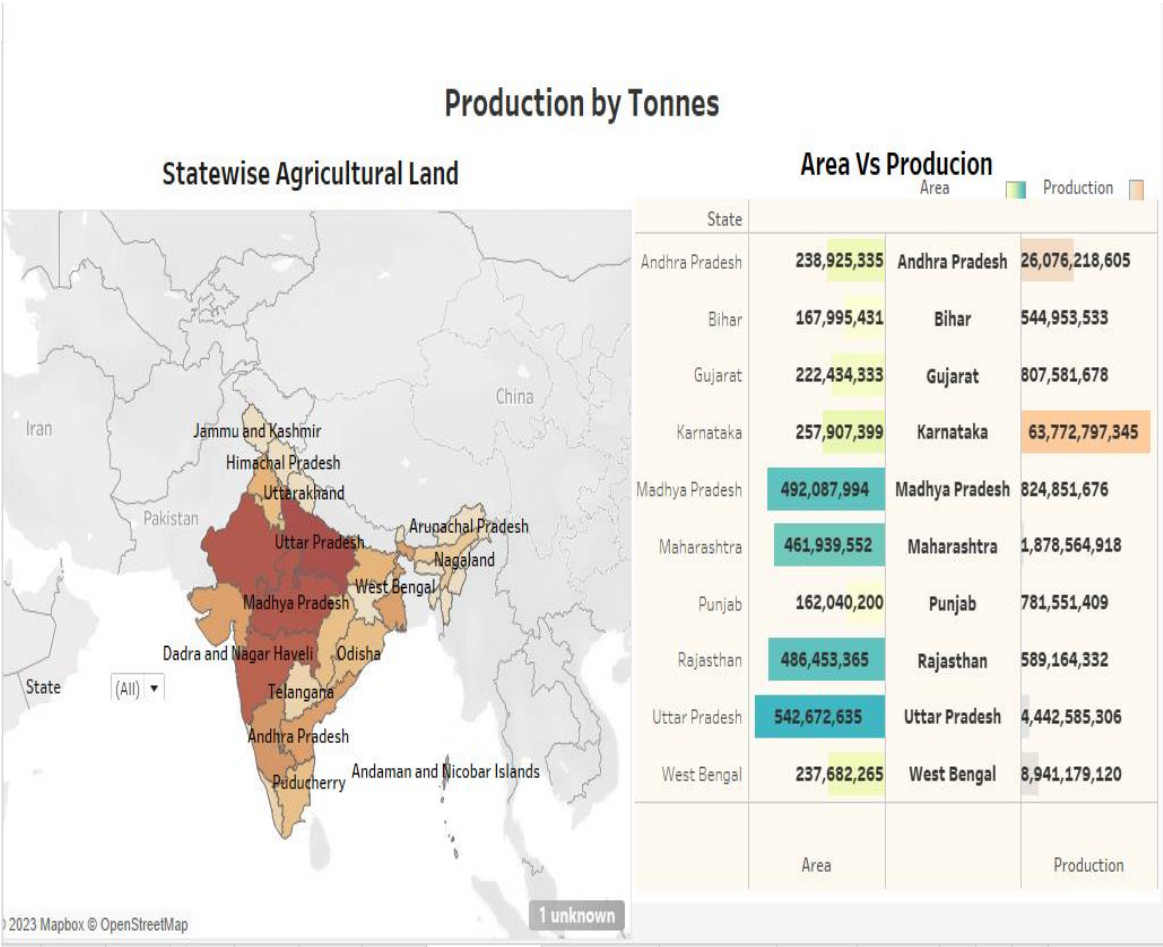 Production by Tonnes
Statewise Agricultural Land
Iran
China
Pakistan
Jammu and Kashmir
Himachal Pradesh
Uttarakhand
Arunachal Pradesh
Uttar Pradesh
Nagaland
West Bengal
Madhya Pradesh
Dadra and Nagar Haveli
Odisha
State (All)
Telangana
Andhra Pradesh
Andaman and Nicobar Islands
Puducherry
1 unknown
2023 Mapbox © OpenStreetMap
Area Vs Producion
Area Production
State
Andhra Pradesh 238,925,335 Andhra Pradesh 26,076,218,605
Bihar 167,995,431 Bihar 544,953,533
Gujarat 222,434,333 Gujarat 807,581,678
Karnataka 257,907,399 Karnataka 63,772,797,345
Madhya Pradesh 492,087,994 Madhya Pradesh 824,851,676
Maharashtra 461,939,552 Maharashtra 1,878,564,918
Punjab 162,040,200 Punjab 781,551,409
Rajasthan 486,453,365 Rajasthan 589,164,332
Uttar Pradesh 542,672,635 Uttar Pradesh 4,442,585,306
West Bengal 237,682,265 West Bengal 8,941,179,120
Area Production